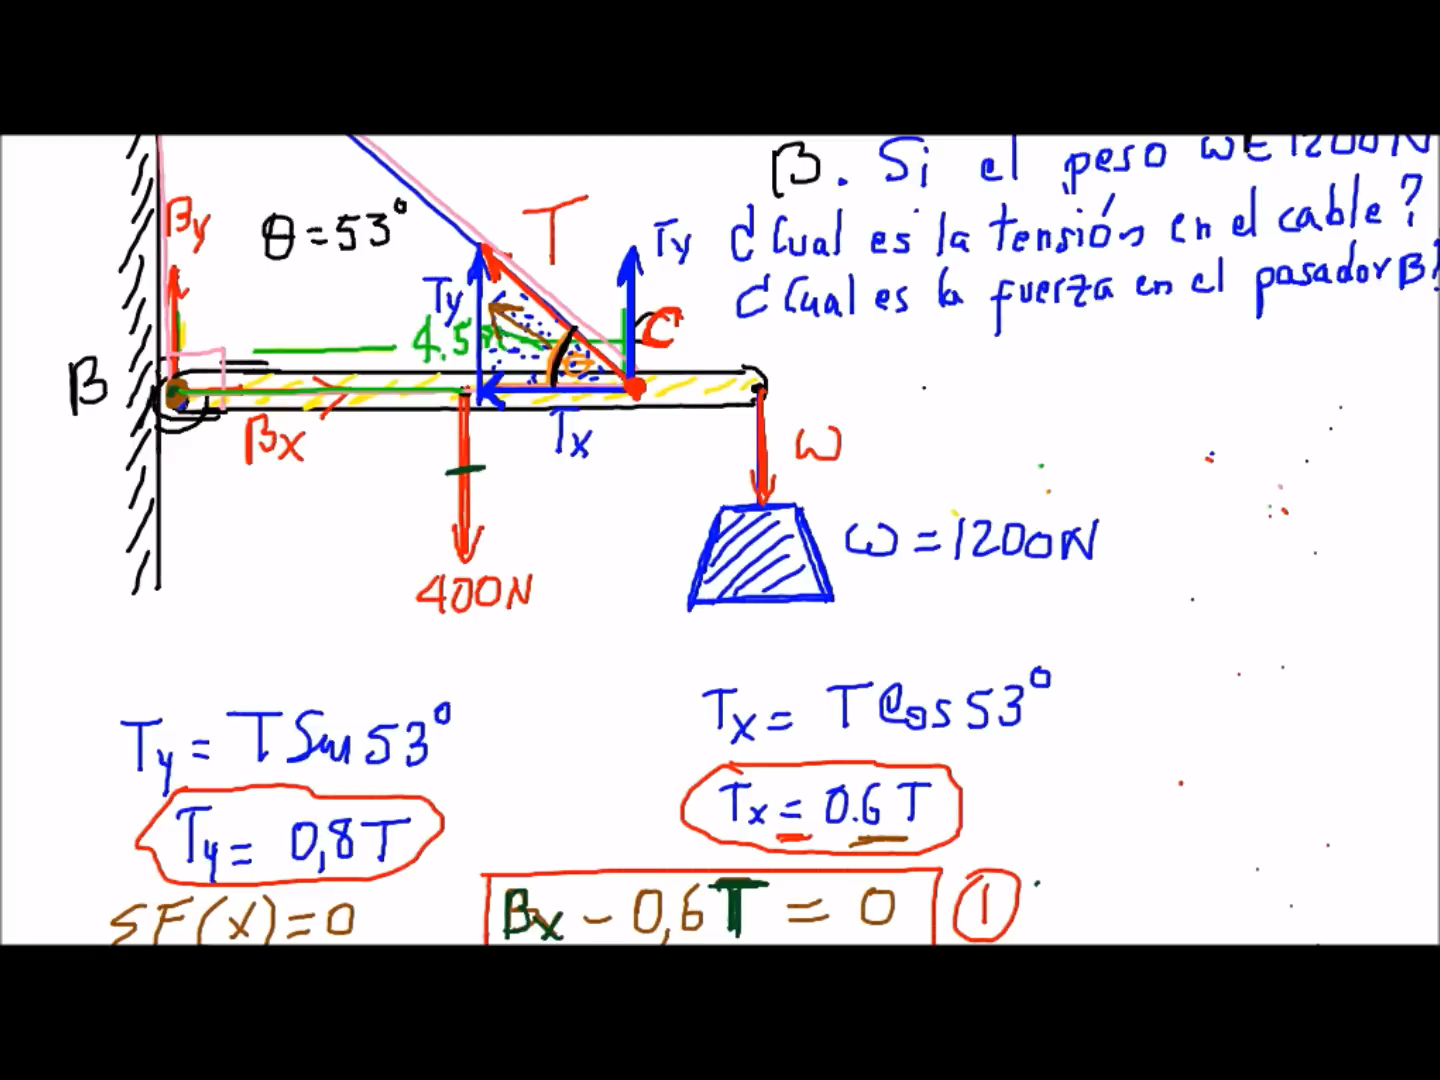 B. Si el peso W = 1200N
¿Cual es la tensión en el cable?
¿Cual es la fuerza en el pasador B?
By
θ = 53°
T
Ty
Ty
4.5
C
θ
B
Bx
Tx
W
400N
W = 1200N
Ty = T Sen 53°
Tx = T Cos 53°
Ty = 0,8T
Tx = 0.6 T
ΣF(x) = 0
Bx - 0,6T = 0
1